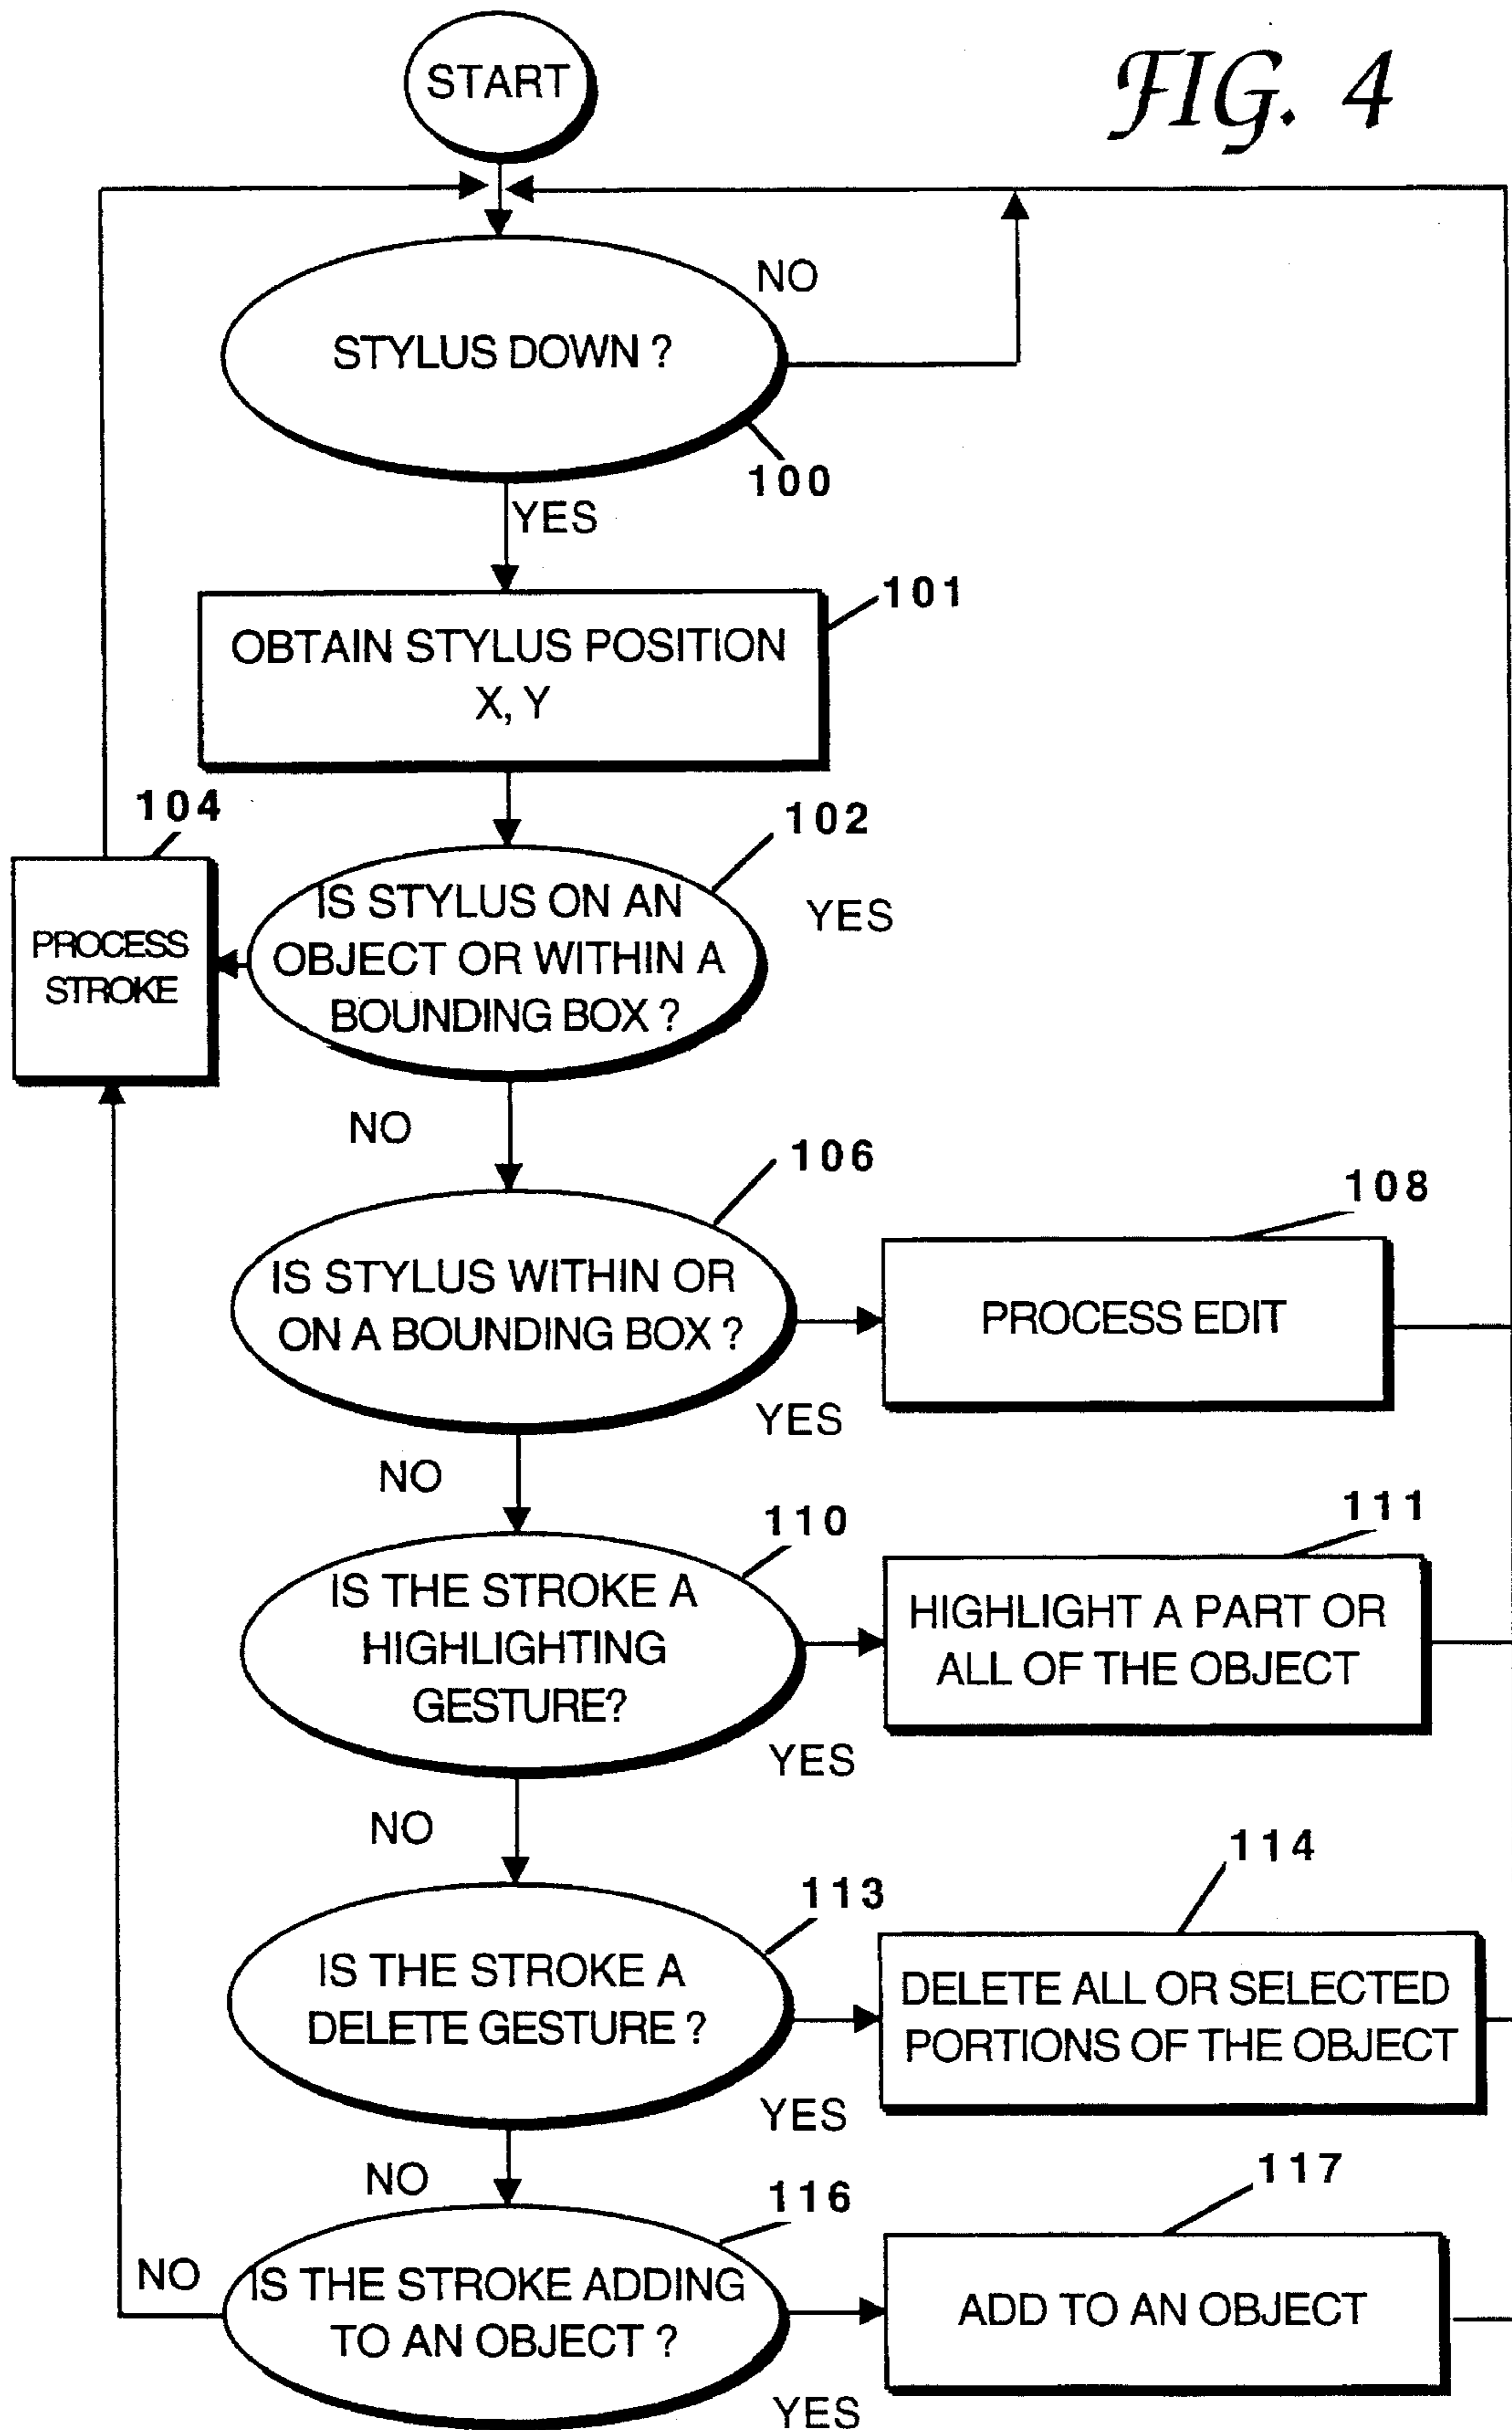 START
FIG. 4
NO
STYLUS DOWN ?
100
YES
101
OBTAIN STYLUS POSITION
X, Y
104
102
PROCESS
STROKE
IS STYLUS ON AN
OBJECT OR WITHIN A
BOUNDING BOX ?
YES
NO
106
108
IS STYLUS WITHIN OR
ON A BOUNDING BOX ?
PROCESS EDIT
YES
NO
110
111
IS THE STROKE A
HIGHLIGHTING
GESTURE?
HIGHLIGHT A PART OR
ALL OF THE OBJECT
YES
NO
113
114
IS THE STROKE A
DELETE GESTURE ?
DELETE ALL OR SELECTED
PORTIONS OF THE OBJECT
YES
NO
116
117
NO
IS THE STROKE ADDING
TO AN OBJECT ?
ADD TO AN OBJECT
YES